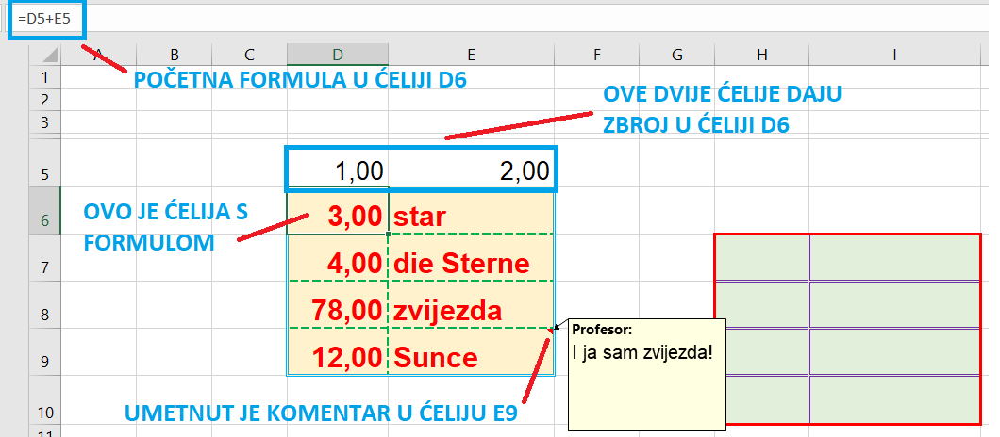 =D5+E5
A B C D E F G H I
1
POČETNA FORMULA U ĆELIJI D6
2
OVE DVIJE ĆELIJE DAJU
ZBROJ U ĆELIJI D6
3
5 1,00 2,00
OVO JE ĆELIJA S
FORMULOM
6 3,00 star
7 4,00 die Sterne
8 78,00 zvijezda
Profesor:
I ja sam zvijezda!
9 12,00 Sunce
10
UMETNUT JE KOMENTAR U ĆELIJU E9
11